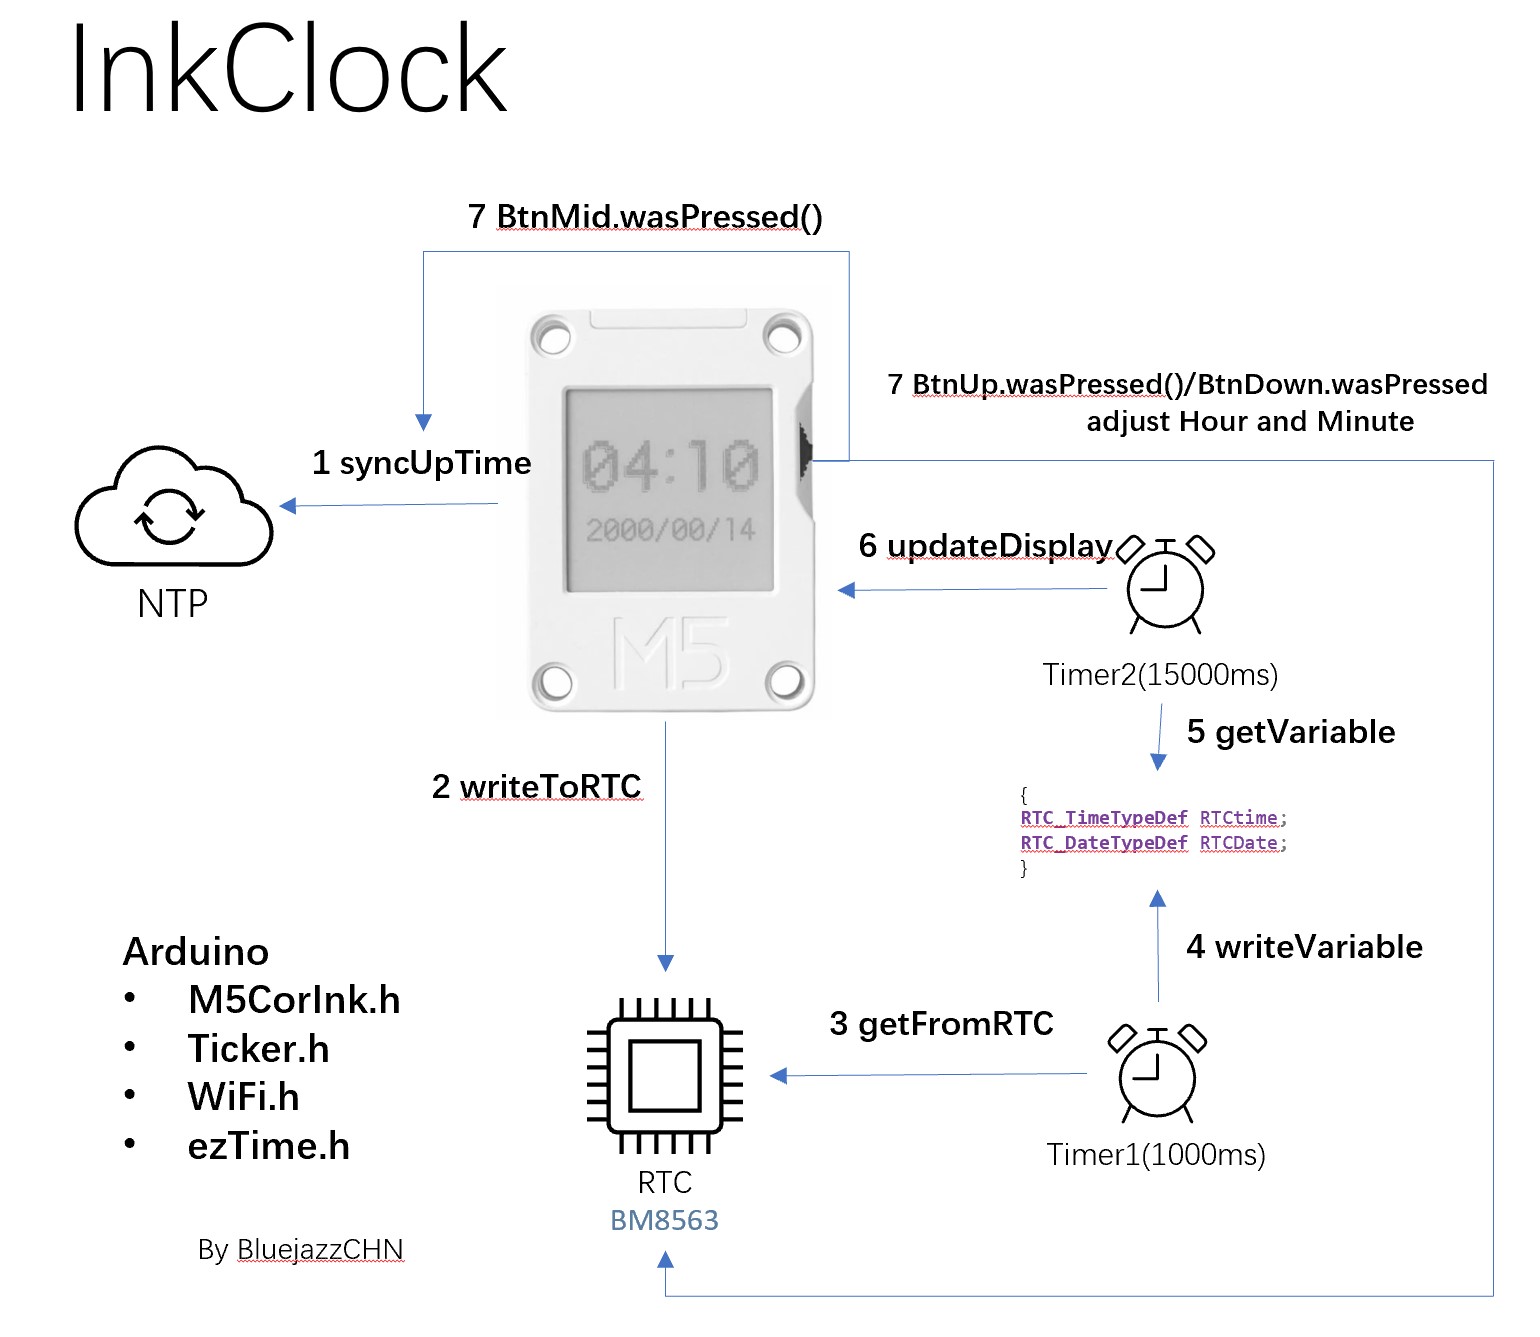 InkClock
7 BtnMid.wasPressed()
7 BtnUp.wasPressed()/BtnDown.wasPressed
adjust Hour and Minute
1 syncUpTime
04:10
2000/00/14
M5
NTP
6 updateDisplay
Timer2(15000ms)
5 getVariable
{
RTC_TimeTypeDef RTCtime;
RTC_DateTypeDef RTCDate;
}
2 writeToRTC
4 writeVariable
3 getFromRTC
Timer1(1000ms)
Arduino
• M5CorInk.h
• Ticker.h
• WiFi.h
• ezTime.h
RTC
BM8563
By BluejazzCHN